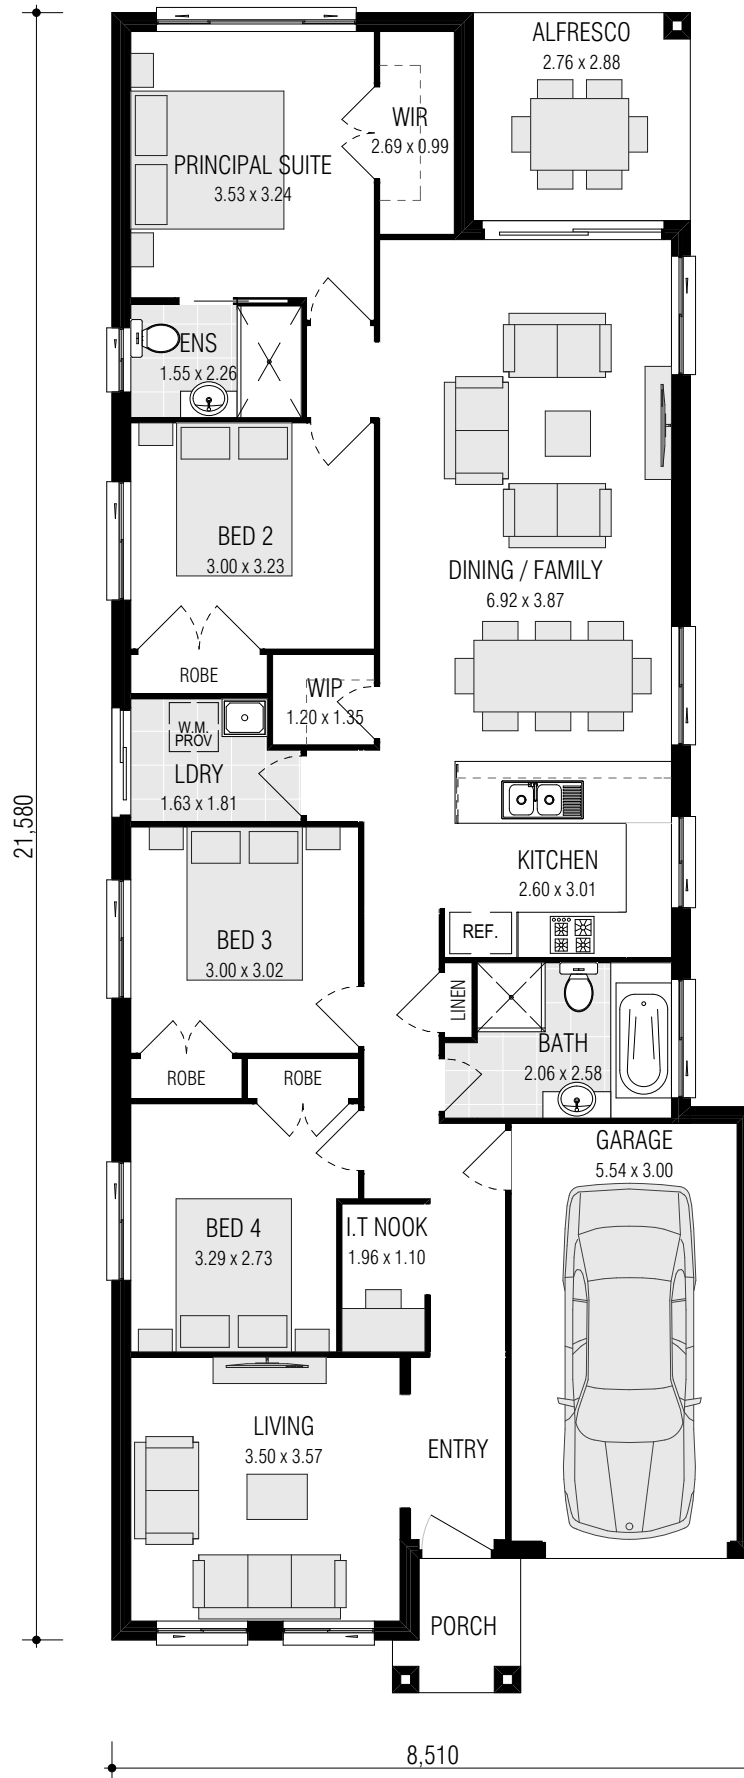 ALFRESCO
2.76 x 2.88
WIR
2.69 x 0.99
PRINCIPAL SUITE
3.53 x 3.24
ENS
1.55 x 2.26
BED 2
3.00 x 3.23
DINING / FAMILY
6.92 x 3.87
ROBE
WIP
1.20 x 1.35
W.M.
PROV
LDRY
1.63 x 1.81
21,580
KITCHEN
2.60 x 3.01
REF.
BED 3
3.00 x 3.02
LINEN
BATH
2.06 x 2.58
ROBE
ROBE
GARAGE
5.54 x 3.00
BED 4
3.29 x 2.73
I.T NOOK
1.96 x 1.10
LIVING
3.50 x 3.57
ENTRY
PORCH
8,510